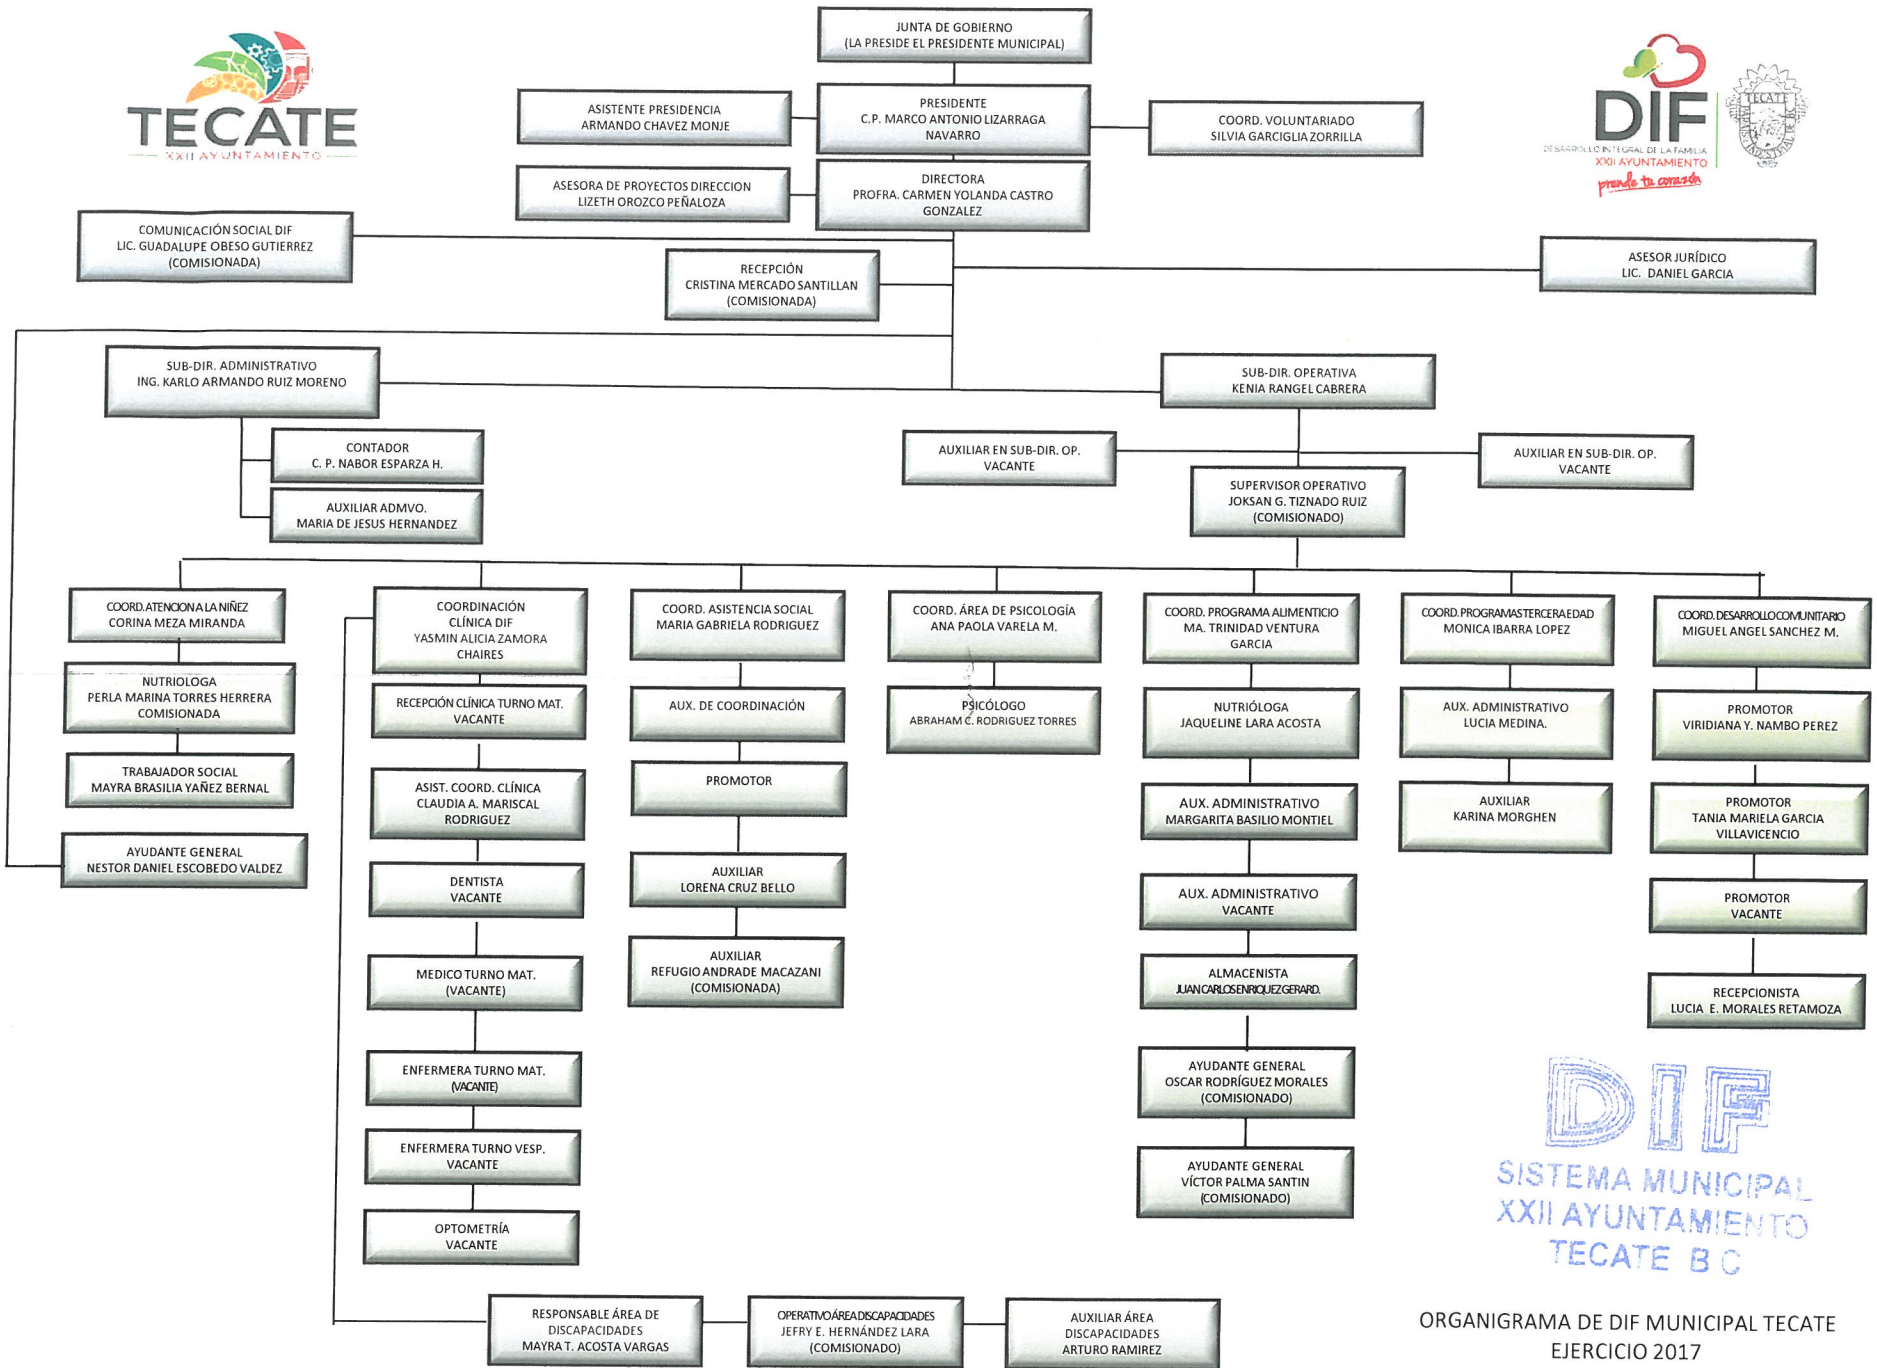 JUNTA DE GOBIERNO
(LA PRESIDE EL PRESIDENTE MUNICIPAL)
TECATE
XXII AYUNTAMIENTO
ASISTENTE PRESIDENCIA
ARMANDO CHAVEZ MONJE
PRESIDENTE
C.P. MARCO ANTONIO LIZARRAGA
NAVARRO
COORD. VOLUNTARIADO
SILVIA GARCIGLIA ZORRILLA
DIF
DESARROLLO INTEGRAL DE LA FAMILIA
XXII AYUNTAMIENTO
prende tu corazón
TECATE
ASESORA DE PROYECTOS DIRECCION
LIZETH OROZCO PEÑALOZA
DIRECTORA
PROFRA. CARMEN YOLANDA CASTRO
GONZALEZ
COMUNICACIÓN SOCIAL DIF
LIC. GUADALUPE OBESO GUTIERREZ
(COMISIONADA)
RECEPCIÓN
CRISTINA MERCADO SANTILLAN
(COMISIONADA)
ASESOR JURÍDICO
LIC. DANIEL GARCIA
SUB-DIR. ADMINISTRATIVO
ING. KARLO ARMANDO RUIZ MORENO
SUB-DIR. OPERATIVA
KENIA RANGEL CABRERA
CONTADOR
C. P. NABOR ESPARZA H.
AUXILIAR ADMVO.
MARIA DE JESUS HERNANDEZ
AUXILIAR EN SUB-DIR. OP.
VACANTE
AUXILIAR EN SUB-DIR. OP.
VACANTE
SUPERVISOR OPERATIVO
JOKSAN G. TIZNADO RUIZ
(COMISIONADO)
COORD. ATENCION A LA NIÑEZ
CORINA MEZA MIRANDA
NUTRIOLOGA
PERLA MARINA TORRES HERRERA
COMISIONADA
TRABAJADOR SOCIAL
MAYRA BRASILIA YAÑEZ BERNAL
AYUDANTE GENERAL
NESTOR DANIEL ESCOBEDO VALDEZ
COORDINACIÓN
CLÍNICA DIF
YASMIN ALICIA ZAMORA
CHAIRES
RECEPCIÓN CLÍNICA TURNO MAT.
VACANTE
ASIST. COORD. CLÍNICA
CLAUDIA A. MARISCAL
RODRIGUEZ
DENTISTA
VACANTE
MEDICO TURNO MAT.
(VACANTE)
ENFERMERA TURNO MAT.
(VACANTE)
ENFERMERA TURNO VESP.
VACANTE
OPTOMETRÍA
VACANTE
COORD. ASISTENCIA SOCIAL
MARIA GABRIELA RODRIGUEZ
AUX. DE COORDINACIÓN
PROMOTOR
AUXILIAR
LORENA CRUZ BELLO
AUXILIAR
REFUGIO ANDRADE MACAZANI
(COMISIONADA)
COORD. ÁREA DE PSICOLOGÍA
ANA PAOLA VARELA M.
PSICÓLOGO
ABRAHAM C. RODRIGUEZ TORRES
COORD. PROGRAMA ALIMENTICIO
MA. TRINIDAD VENTURA
GARCIA
NUTRIÓLOGA
JAQUELINE LARA ACOSTA
AUX. ADMINISTRATIVO
MARGARITA BASILIO MONTIEL
AUX. ADMINISTRATIVO
VACANTE
ALMACENISTA
JUAN CARLOS ENRIQUEZ GERARD.
AYUDANTE GENERAL
OSCAR RODRÍGUEZ MORALES
(COMISIONADO)
AYUDANTE GENERAL
VÍCTOR PALMA SANTIN
(COMISIONADO)
COORD. PROGRAMAS TERCERA EDAD
MONICA IBARRA LOPEZ
AUX. ADMINISTRATIVO
LUCIA MEDINA.
AUXILIAR
KARINA MORGHEN
COORD. DESARROLLO COMUNITARIO
MIGUEL ANGEL SANCHEZ M.
PROMOTOR
VIRIDIANA Y. NAMBO PEREZ
PROMOTOR
TANIA MARIELA GARCIA
VILLAVICENCIO
PROMOTOR
VACANTE
RECEPCIONISTA
LUCIA E. MORALES RETAMOZA
RESPONSABLE ÁREA DE
DISCAPACIDADES
MAYRA T. ACOSTA VARGAS
OPERATIVO ÁREA DISCAPACIDADES
JEFRY E. HERNÁNDEZ LARA
(COMISIONADO)
AUXILIAR ÁREA
DISCAPACIDADES
ARTURO RAMIREZ
DIF
SISTEMA MUNICIPAL
XXII AYUNTAMIENTO
TECATE B C
ORGANIGRAMA DE DIF MUNICIPAL TECATE
EJERCICIO 2017